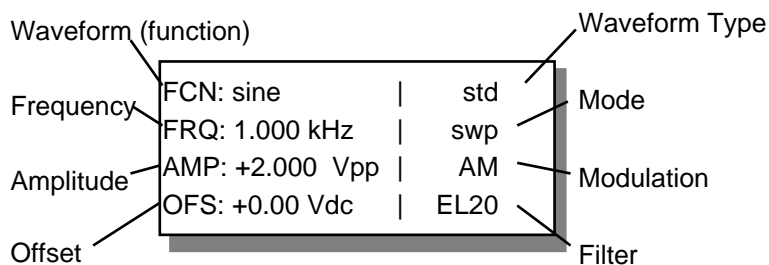 Waveform (function)
Waveform Type
FCN: sine | std
Frequency
Mode
FRQ: 1.000 kHz | swp
AMP: +2.000 Vpp | AM
Amplitude
Modulation
OFS: +0.00 Vdc | EL20
Offset
Filter